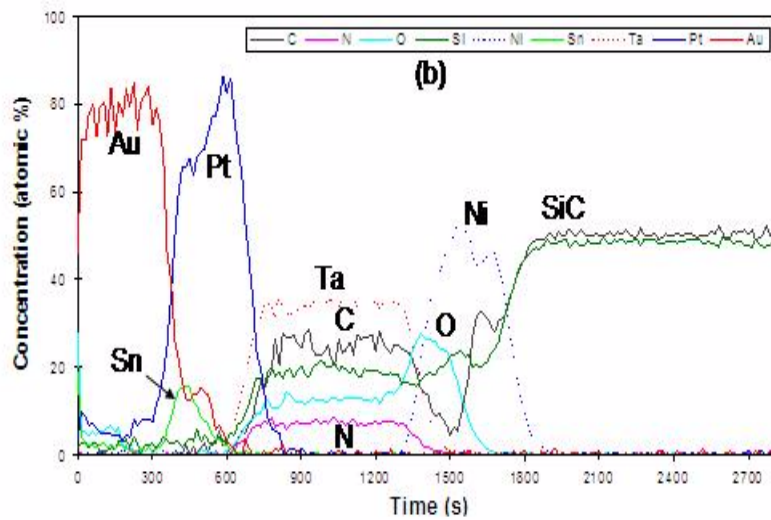 100
C N O Si Ni Sn Ta Pt Au
(b)
80
Au
Pt
60
Ni
SiC
40
Ta
C
O
Sn
20
N
0
0 300 600 900 1200 1500 1800 2100 2400 2700
Time (s)
Concentration (atomic %)